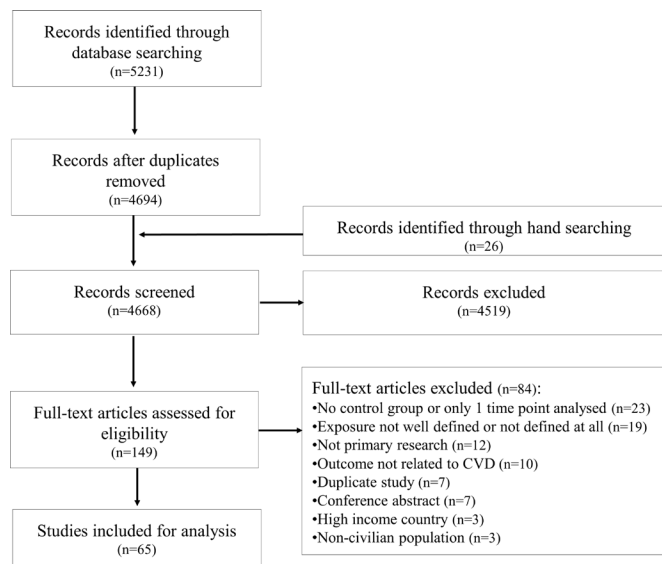 Records identified through
database searching
(n=5231)
Records after duplicates
removed
(n=4694)
Records identified through hand searching
(n=26)
Records screened
(n=4668)
Records excluded
(n=4519)
Full-text articles assessed for
eligibility
(n=149)
Full-text articles excluded (n=84):
•No control group or only 1 time point analysed (n=23)
•Exposure not well defined or not defined at all (n=19)
•Not primary research (n=12)
•Outcome not related to CVD (n=10)
•Duplicate study (n=7)
•Conference abstract (n=7)
•High income country (n=3)
•Non-civilian population (n=3)
Studies included for analysis
(n=65)